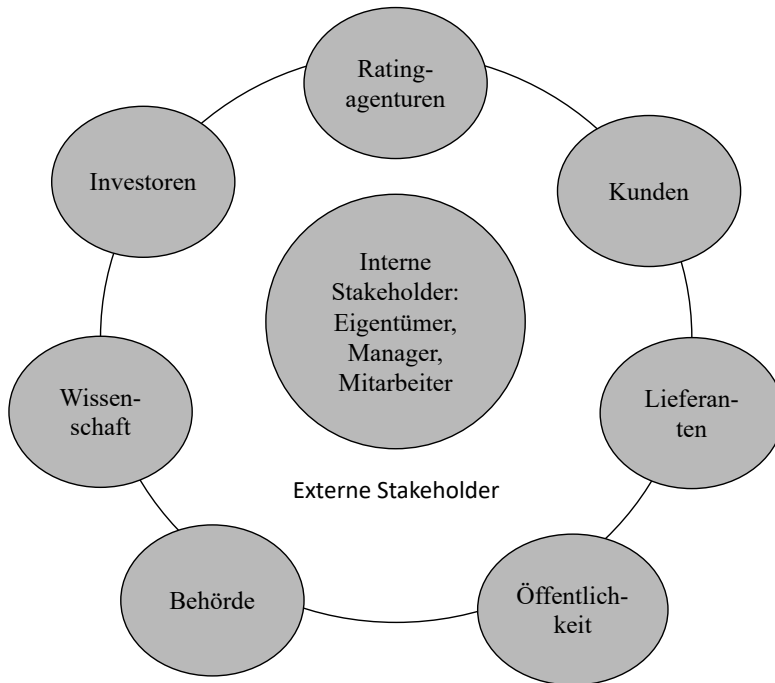 Rating-
agenturen
Investoren
Kunden
Interne
Stakeholder:
Eigentümer,
Manager,
Mitarbeiter
Wissen-
schaft
Lieferan-
ten
Externe Stakeholder
Behörde
Öffentlich-
keit